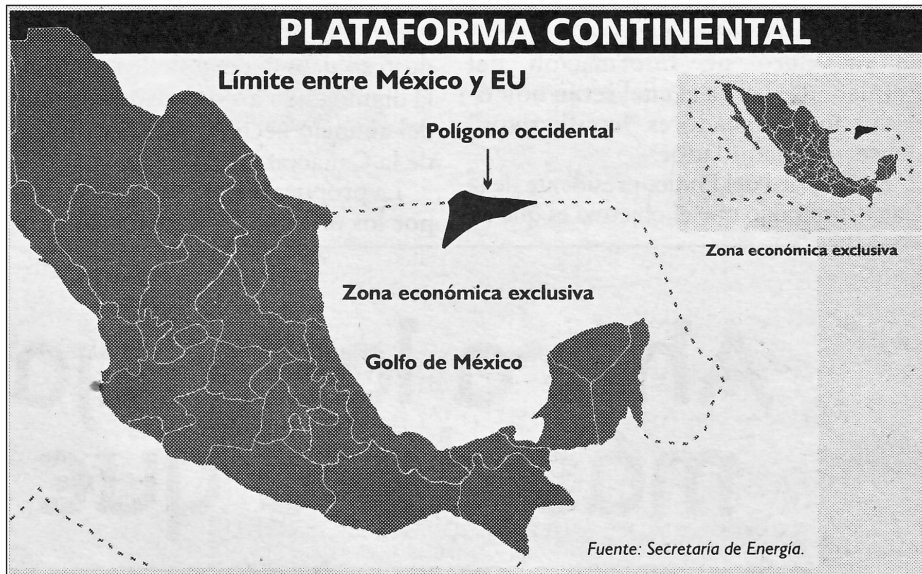 PLATAFORMA CONTINENTAL
Límite entre México y EU
Polígono occidental
Zona económica exclusiva
Zona económica exclusiva
Golfo de México
Fuente: Secretaría de Energía.